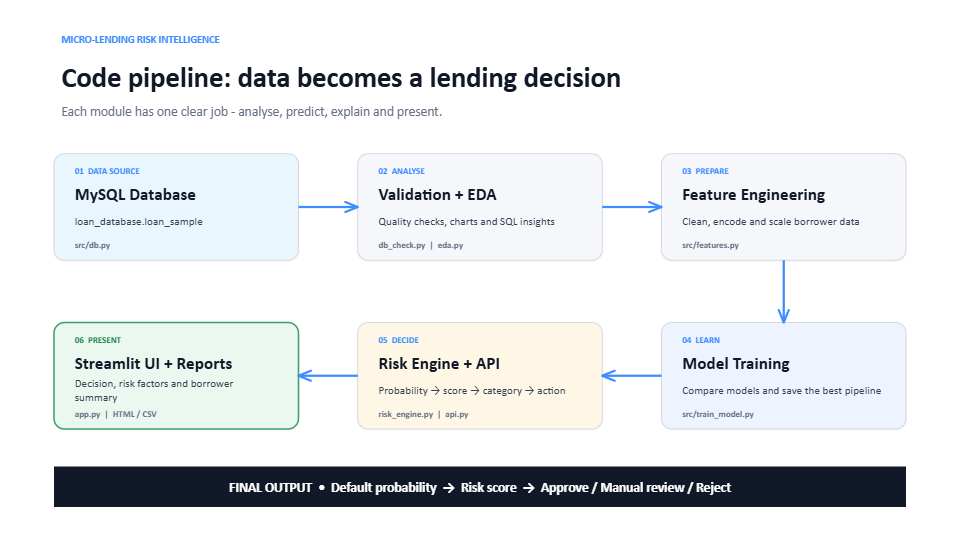 MICRO-LENDING RISK INTELLIGENCE
Code pipeline: data becomes a lending decision
Each module has one clear job - analyse, predict, explain and present.
01 DATA SOURCE
MySQL Database
loan_database.loan_sample
src/db.py
02 ANALYSE
Validation + EDA
Quality checks, charts and SQL insights
db_check.py | eda.py
03 PREPARE
Feature Engineering
Clean, encode and scale borrower data
src/features.py
04 LEARN
Model Training
Compare models and save the best pipeline
src/train_model.py
05 DECIDE
Risk Engine + API
Probability → score → category → action
risk_engine.py | api.py
06 PRESENT
Streamlit UI + Reports
Decision, risk factors and borrower
summary
app.py | HTML / CSV
FINAL OUTPUT • Default probability → Risk score → Approve / Manual review / Reject